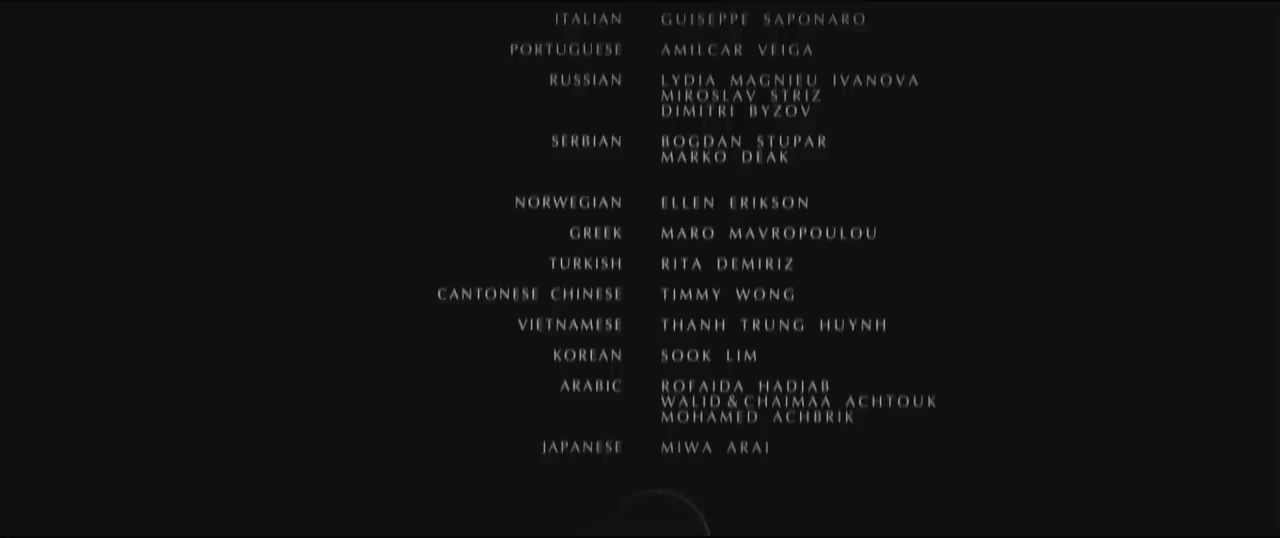 ITALIAN GUISEPPE SAPONARO
PORTUGUESE AMILCAR VEIGA
RUSSIAN LYDIA MAGNIEU IVANOVA
MIROSLAV STRIZ
DIMITRI BYZOV
SERBIAN BOGDAN STUPAR
MARKO DEAK
NORWEGIAN ELLEN ERIKSON
GREEK MARO MAVROPOULOU
TURKISH RITA DEMIRIZ
CANTONESE CHINESE TIMMY WONG
VIETNAMESE THANH TRUNG HUYNH
KOREAN SOOK LIM
ARABIC ROFAIDA HADJAB
WALID & CHAIMAA ACHTOUK
MOHAMED ACHBRIK
JAPANESE MIWA ARAI